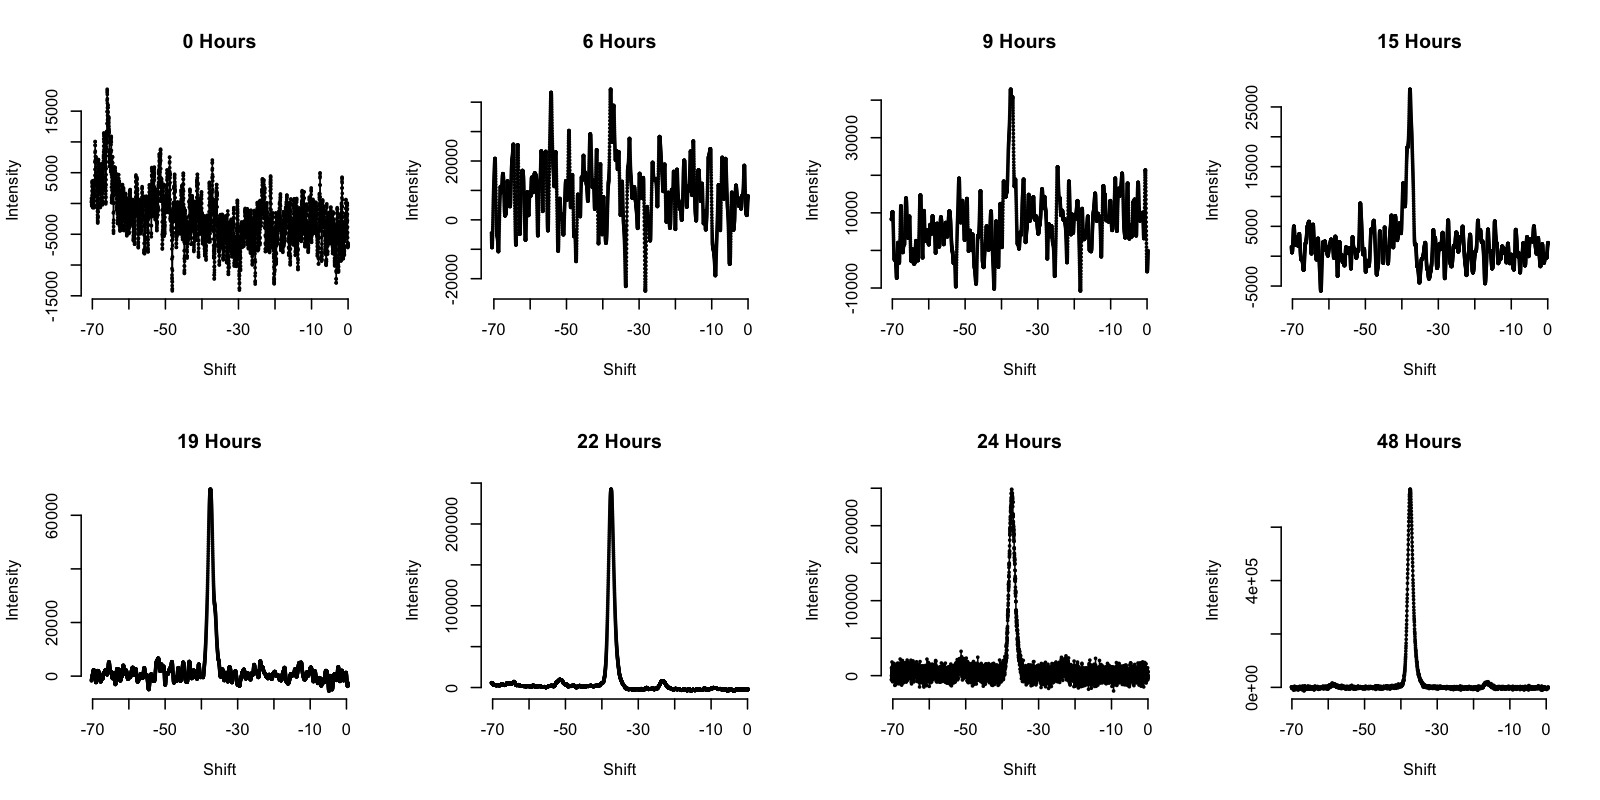 0 Hours
Intensity
-15000 -5000 5000 15000
-70 -50 -30 -10 0
Shift
6 Hours
Intensity
-20000 0 20000
-70 -50 -30 -10 0
Shift
9 Hours
Intensity
-10000 10000 30000
-70 -50 -30 -10 0
Shift
15 Hours
Intensity
-5000 5000 15000 25000
-70 -50 -30 -10 0
Shift
19 Hours
Intensity
0 20000 60000
-70 -50 -30 -10 0
Shift
22 Hours
Intensity
0 100000 200000
-70 -50 -30 -10 0
Shift
24 Hours
Intensity
0 100000 200000
-70 -50 -30 -10 0
Shift
48 Hours
Intensity
0e+00 4e+05
-70 -50 -30 -10 0
Shift